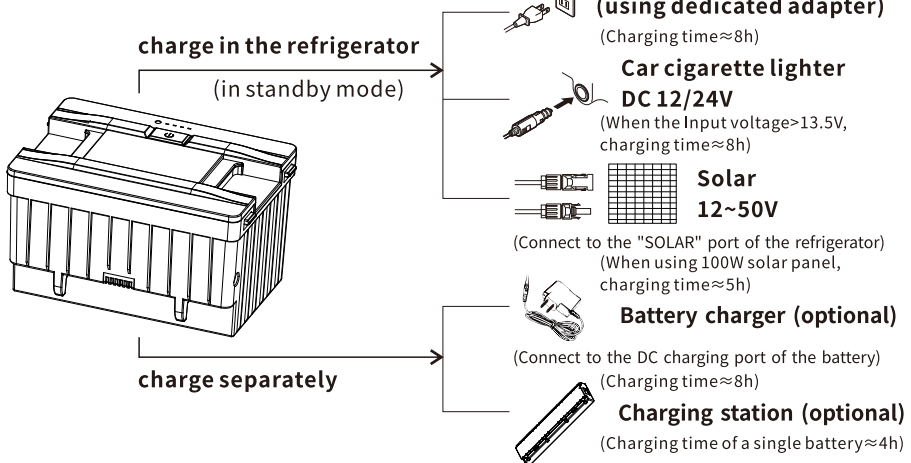 (using dedicated adapter)
(Charging time≈8h)
charge in the refrigerator
(in standby mode)
Car cigarette lighter
DC 12/24V
(When the Input voltage>13.5V,
charging time≈8h)
Solar
12~50V
(Connect to the "SOLAR" port of the refrigerator)
(When using 100W solar panel,
charging time≈5h)
Battery charger (optional)
(Connect to the DC charging port of the battery)
(Charging time≈8h)
charge separately
Charging station (optional)
(Charging time of a single battery≈4h)